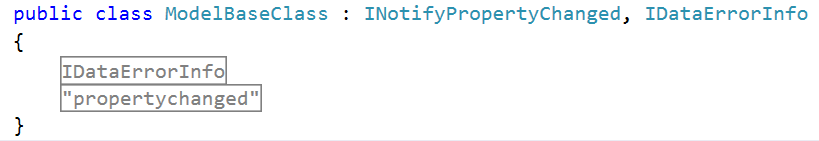 public class ModelBaseClass : INotifyPropertyChanged, IDataErrorInfo
{
IDataErrorInfo
"propertychanged"
}